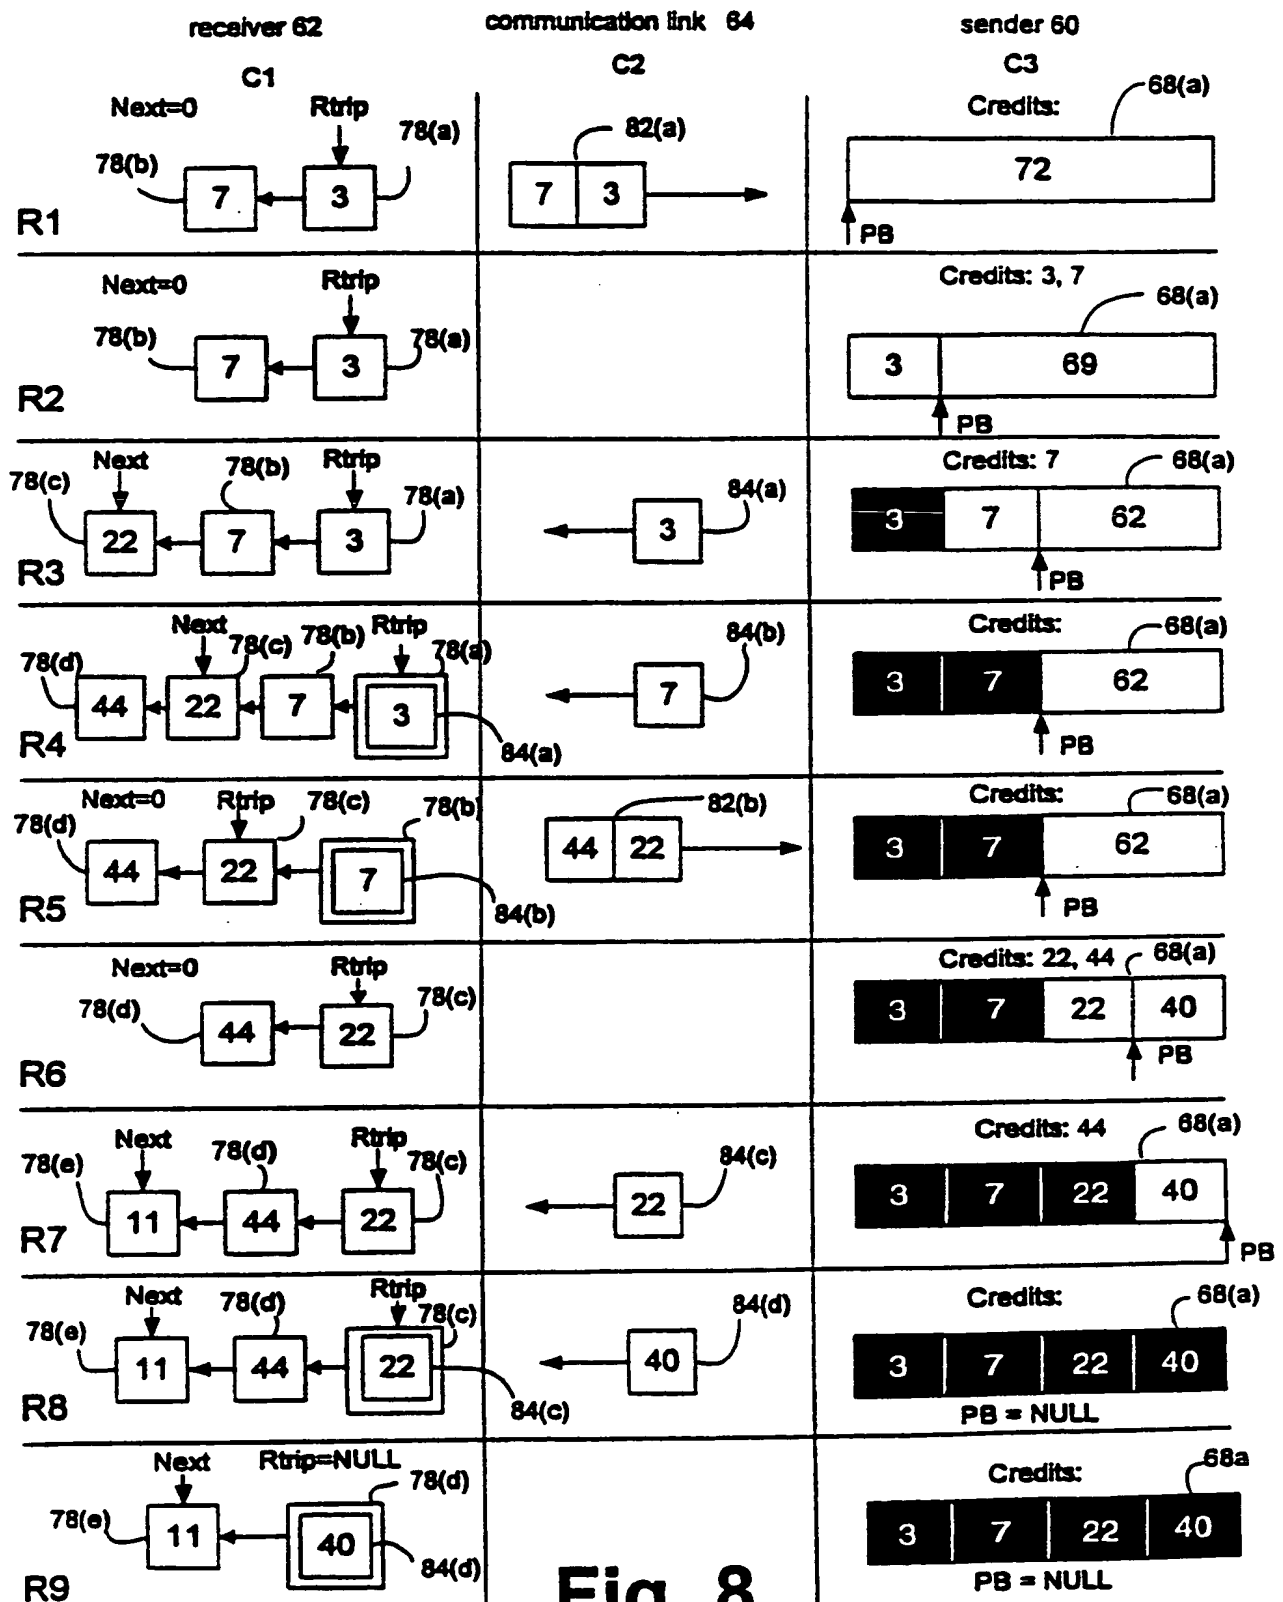 receiver 62 communication link 64 sender 60
C1 C2 C3
Next=0 Rtrip Credits: 68(a)
78(b) 78(a) 82(a)
7 3 7 3 72
R1 PB
Next=0 Rtrip Credits: 3, 7
78(b) 78(a) 68(a)
7 3 3 69
R2 PB
Next Rtrip Credits: 7 68(a)
78(c) 78(b) 78(a) 84(a)
22 7 3 3 3 7 62
R3 PB
Next 78(b) Rtrip 84(b) Credits: 68(a)
78(d) 78(c) 78(a)
44 22 7 3 7 3 7 62
R4 84(a) PB
Next=0 Rtrip 78(c) 78(b) 82(b) Credits: 68(a)
78(d)
44 22 7 44 22 3 7 62
R5 84(b) PB
Next=0 Rtrip Credits: 22, 44 68(a)
78(d) 78(c)
44 22 3 7 22 40
R6 PB
Next 78(d) Rtrip Credits: 44 68(a)
78(e) 78(c) 84(c)
11 44 22 22 3 7 22 40
R7 PB
Next 78(d) Rtrip 84(d) Credits: 68(a)
78(e) 78(c)
11 44 22 40 3 7 22 40
R8 84(c) PB = NULL
Next Rtrip=NULL 78(d) Credits: 68a
78(e)
11 40 3 7 22 40
R9 84(d) PB = NULL
Fig. 8